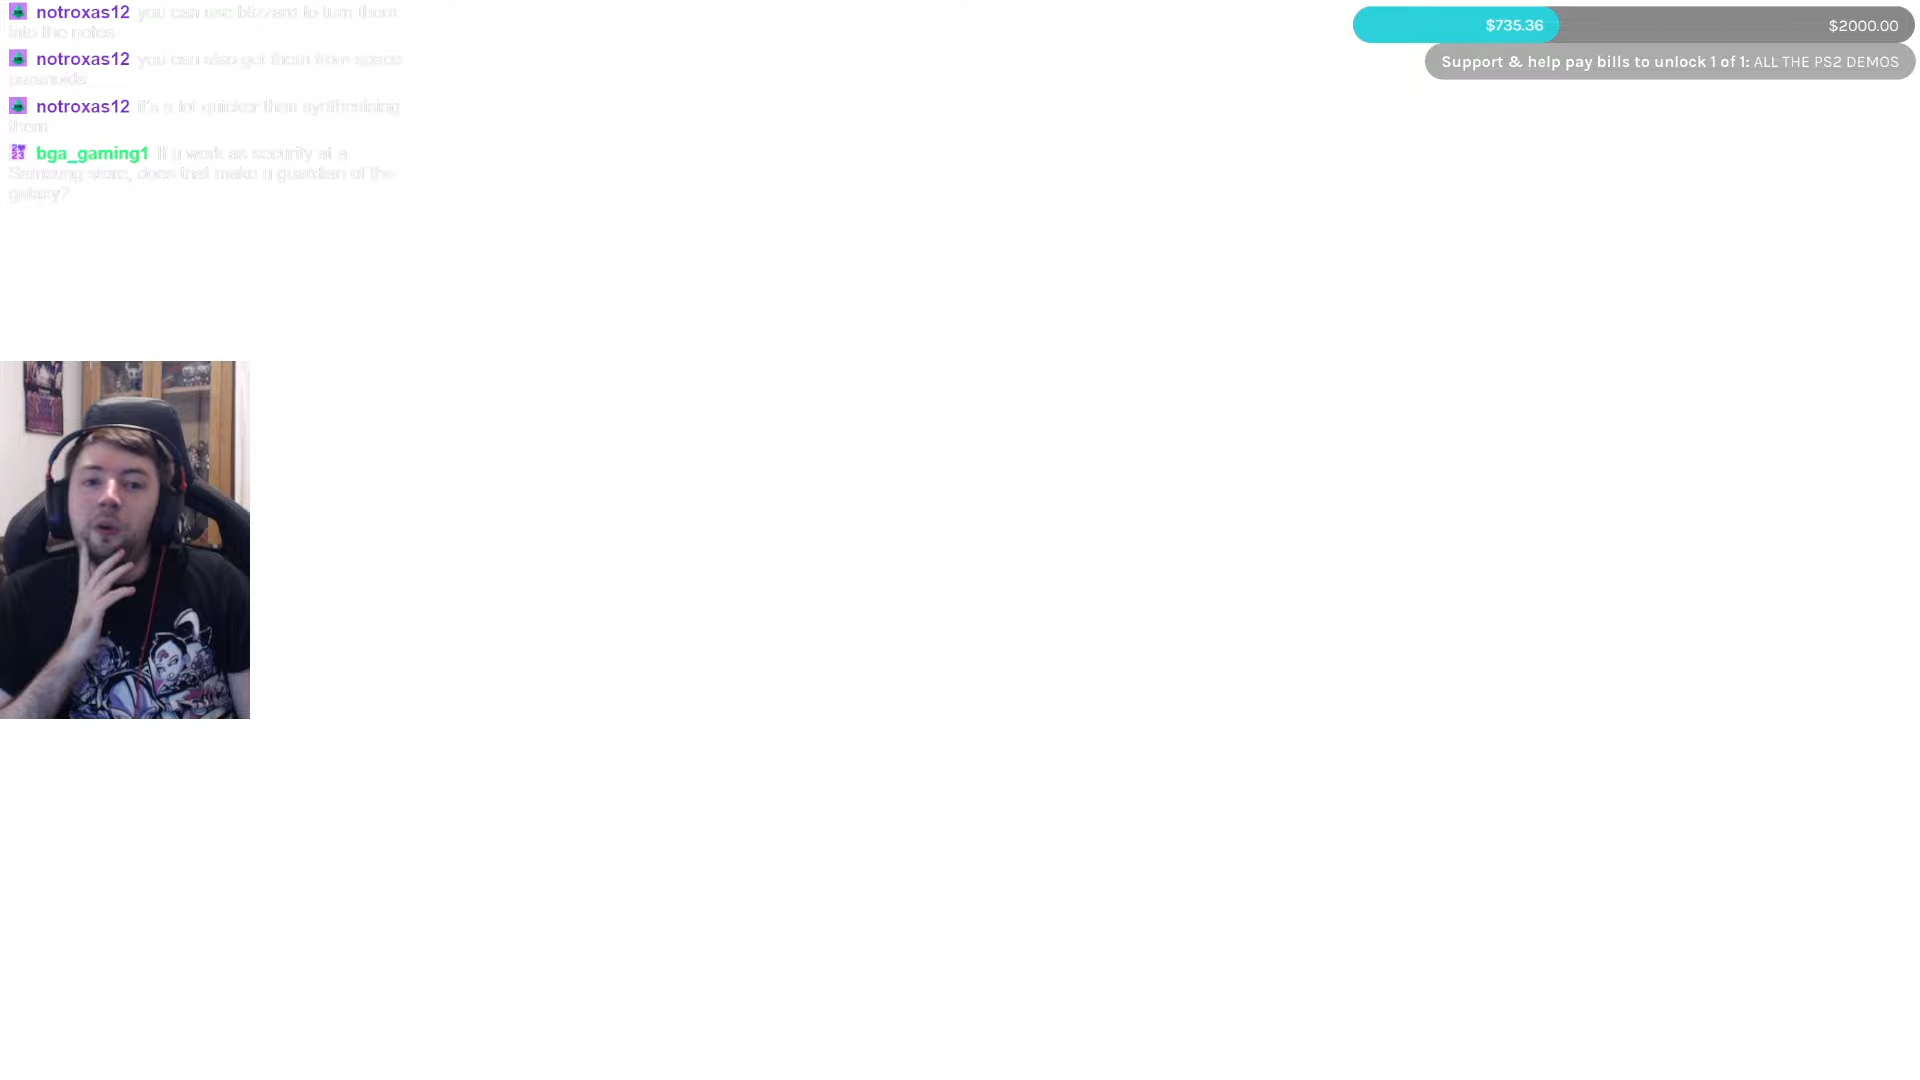 notroxas12 you can use blizzard to turn them
into the notes
notroxas12 you can also get them from space
paranoids
notroxas12 it's a lot quicker than synthesising
them
bga_gaming1 If u work as security at a
Samsung store, does that make u guardian of the
galaxy?
$735.36 $2000.00
Support & help pay bills to unlock 1 of 1: ALL THE PS2 DEMOS